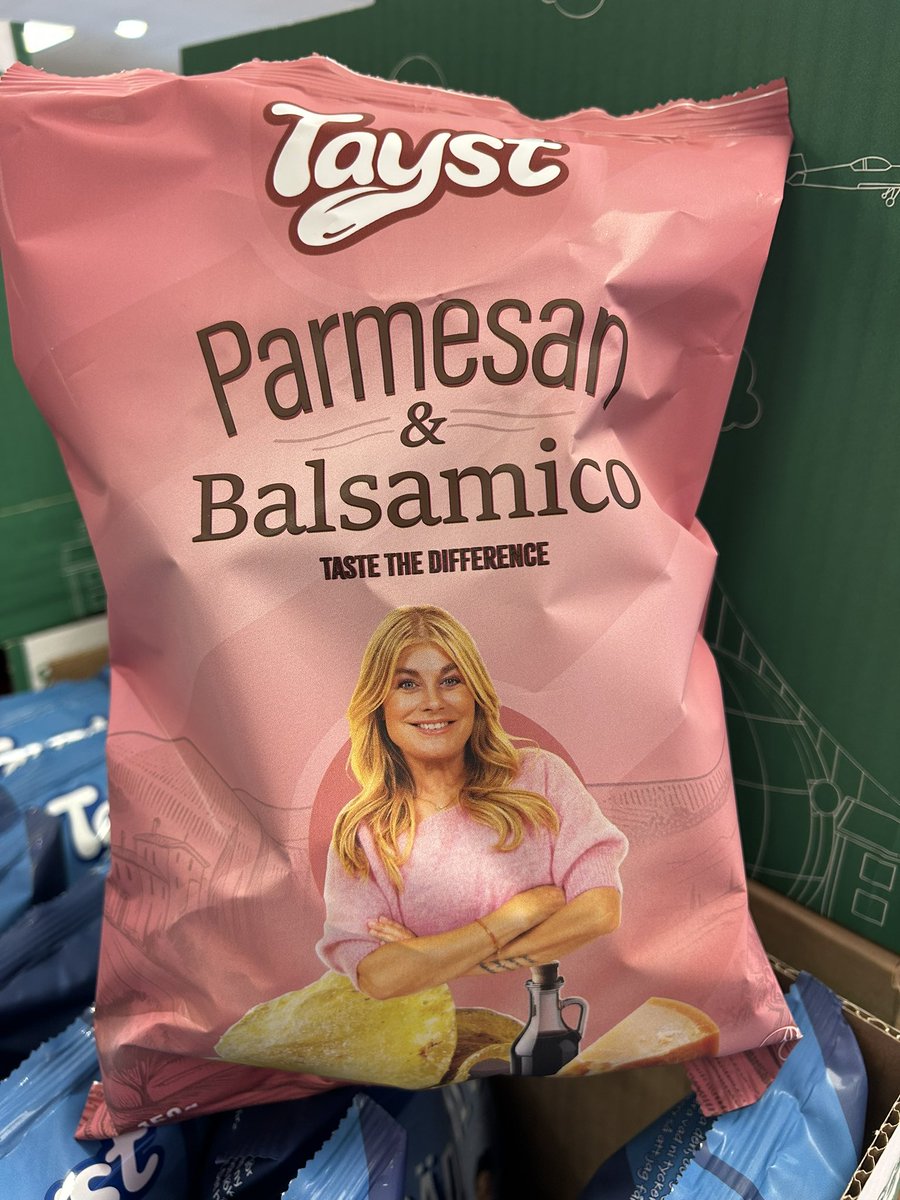 Tayst
Parmesan
&
Balsamico
TASTE THE DIFFERENCE